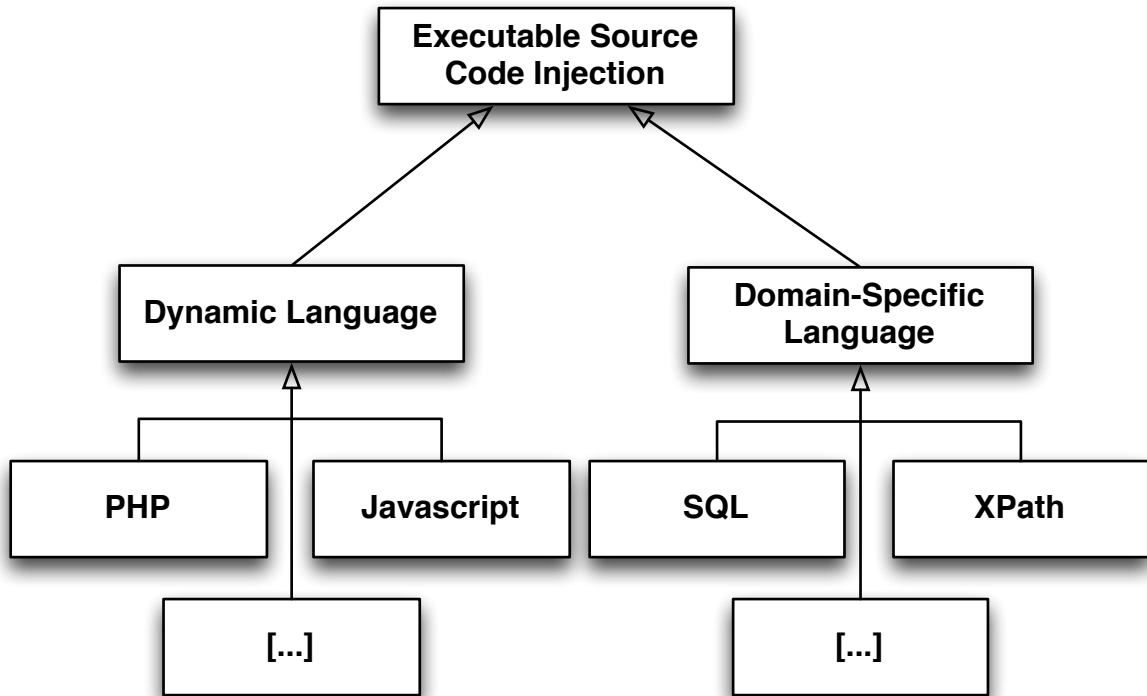 Executable Source
Code Injection
Dynamic Language
Domain-Specific
Language
PHP
Javascript
SQL
XPath
[...]
[...]